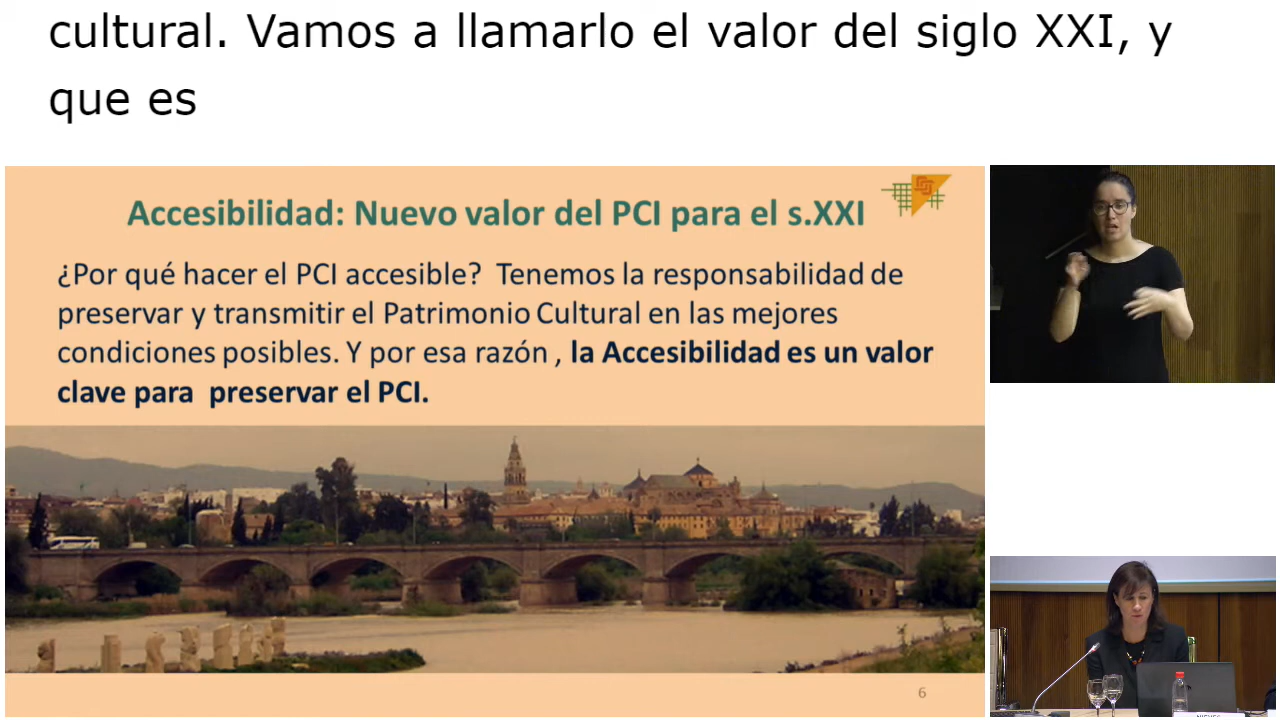 cultural. Vamos a llamarlo el valor del siglo XXI, y
que es
Accesibilidad: Nuevo valor del PCI para el s.XXI
¿Por qué hacer el PCI accesible? Tenemos la responsabilidad de
preservar y transmitir el Patrimonio Cultural en las mejores
condiciones posibles. Y por esa razón , la Accesibilidad es un valor
clave para preservar el PCI.
6